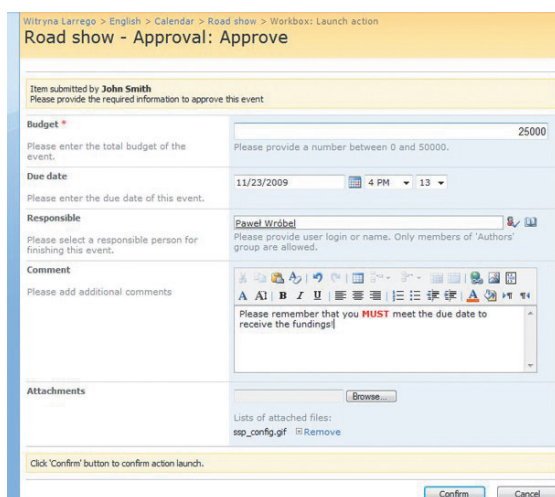 Witryna Larrego > English > Calendar > Road show > Workbox: Launch action
Road show - Approval: Approve
Item submitted by John Smith
Please provide the required information to approve this event
Budget *
25000
Please enter the total budget of the
event.
Please provide a number between 0 and 50000.
Due date
11/23/2009
4 PM
13
Please enter the due date of this event.
Responsible
Paweł Wróbel
Please select a responsible person for
finishing this event.
Please provide user login or name. Only members of 'Authors'
group are allowed.
Comment
Please add additional comments
A A B I U A
Please remember that you MUST meet the due date to
receive the fundings!
Attachments
Browse...
Lists of attached files:
ssp_config.gif Remove
Click 'Confirm' button to confirm action launch.
Confirm Cancel